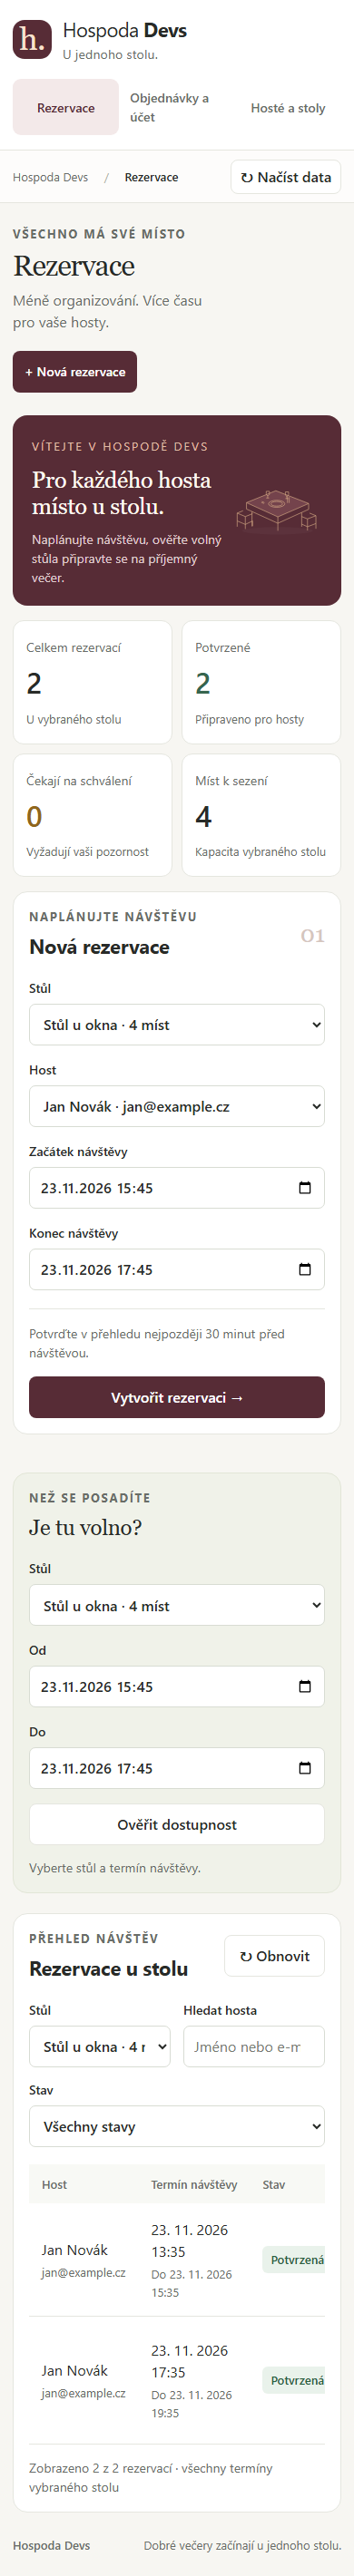 h.
Hospoda Devs
U jednoho stolu.
Rezervace
Objednávky a
účet
Hosté a stoly
Hospoda Devs / Rezervace
↻ Načíst data
VŠECHNO MÁ SVÉ MÍSTO
Rezervace
Méně organizování. Více času
pro vaše hosty.
+ Nová rezervace
VÍTEJTE V HOSPODĚ DEVS
Pro každého hosta
místo u stolu.
Naplánujte návštěvu, ověřte volný
stůla připravte se na příjemný
večer.
Celkem rezervací
2
U vybraného stolu
Potvrzené
2
Připraveno pro hosty
Čekají na schválení
0
Vyžadují vaši pozornost
Míst k sezení
4
Kapacita vybraného stolu
NAPLÁNUJTE NÁVŠTĚVU
Nová rezervace
01
Stůl
Stůl u okna · 4 míst
Host
Jan Novák · jan@example.cz
Začátek návštěvy
23.11.2026 15:45
Konec návštěvy
23.11.2026 17:45
Potvrďte v přehledu nejpozději 30 minut před
návštěvou.
Vytvořit rezervaci →
NEŽ SE POSADÍTE
Je tu volno?
Stůl
Stůl u okna · 4 míst
Od
23.11.2026 15:45
Do
23.11.2026 17:45
Ověřit dostupnost
Vyberte stůl a termín návštěvy.
PŘEHLED NÁVŠTĚV
Rezervace u stolu
↻ Obnovit
Stůl
Stůl u okna · 4
Hledat hosta
Jméno nebo e-m
Stav
Všechny stavy
Host Termín návštěvy Stav
Jan Novák
jan@example.cz
23. 11. 2026
13:35
Do 23. 11. 2026
15:35
Potvrzená
Jan Novák
jan@example.cz
23. 11. 2026
17:35
Do 23. 11. 2026
19:35
Potvrzená
Zobrazeno 2 z 2 rezervací · všechny termíny
vybraného stolu
Hospoda Devs
Dobré večery začínají u jednoho stolu.